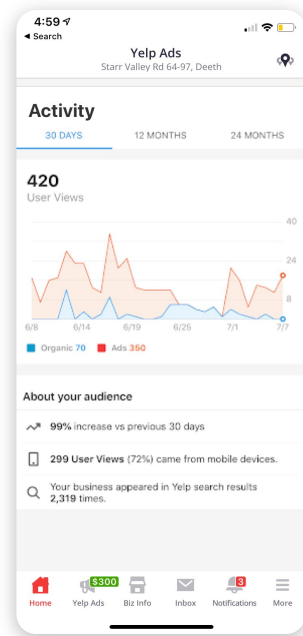 4:59
◀ Search
Yelp Ads
Starr Valley Rd 64-97, Deeth
Activity
30 DAYS 12 MONTHS 24 MONTHS
420
User Views
40
24
8
6/8 6/14 6/19 6/25 7/1 7/7
Organic 70 Ads 350
About your audience
99% increase vs previous 30 days
299 User Views (72%) came from mobile devices.
Your business appeared in Yelp search results
2,319 times.
$300 3
Home Yelp Ads Biz Info Inbox Notifications More